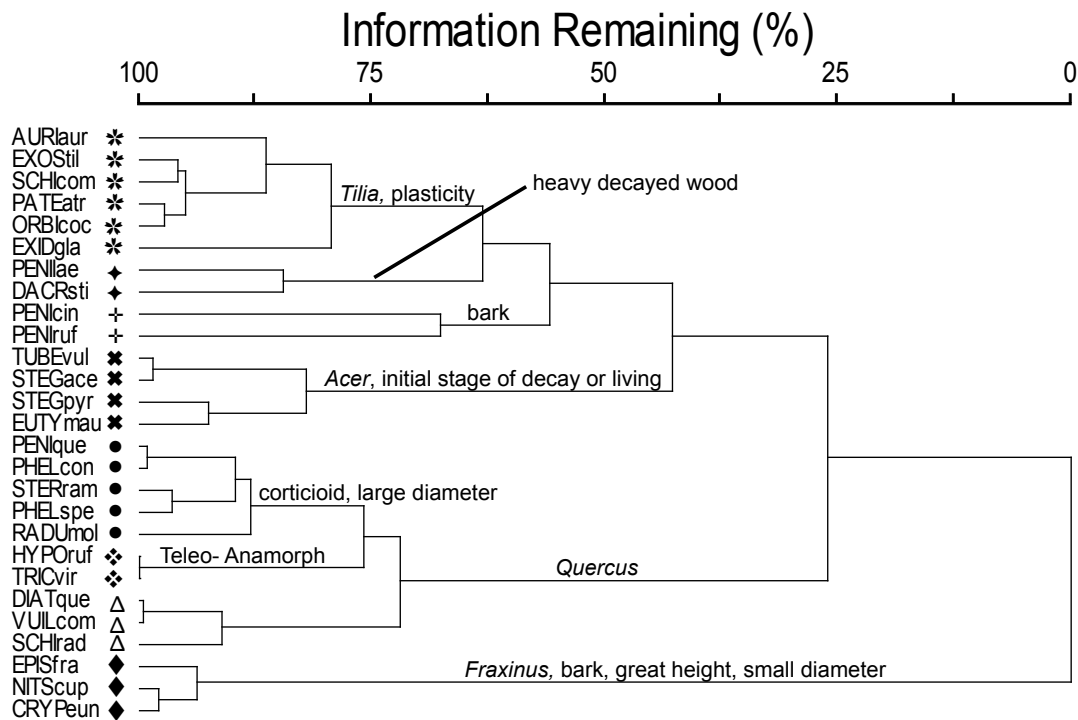 Information Remaining (%)
100 75 50 25 0
AURIaur
EXOStil
SCHIcom
PATEatr
ORBIcoc
EXIDgla
PENIlae
DACRsti
PENIcin
PENIruf
TUBEvul
STEGace
STEGpyr
EUTYmau
PENIque
PHELcon
STERram
PHELspe
RADUmol
HYPOruf
TRICvir
DIATque
VUILcom
SCHIrad
EPISfra
NITScup
CRYPeun
heavy decayed wood
Tilia, plasticity
bark
Acer, initial stage of decay or living
corticioid, large diameter
Teleo- Anamorph
Quercus
Fraxinus, bark, great height, small diameter